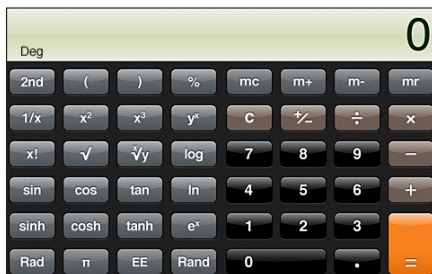 0
Deg
2nd ( ) % mc m+ m- mr
1/x x² x³ yˣ C +/− ÷ ×
x! √ ˣ√y log 7 8 9 −
sin cos tan ln 4 5 6 +
sinh cosh tanh eˣ 1 2 3
Rad π EE Rand 0 . =